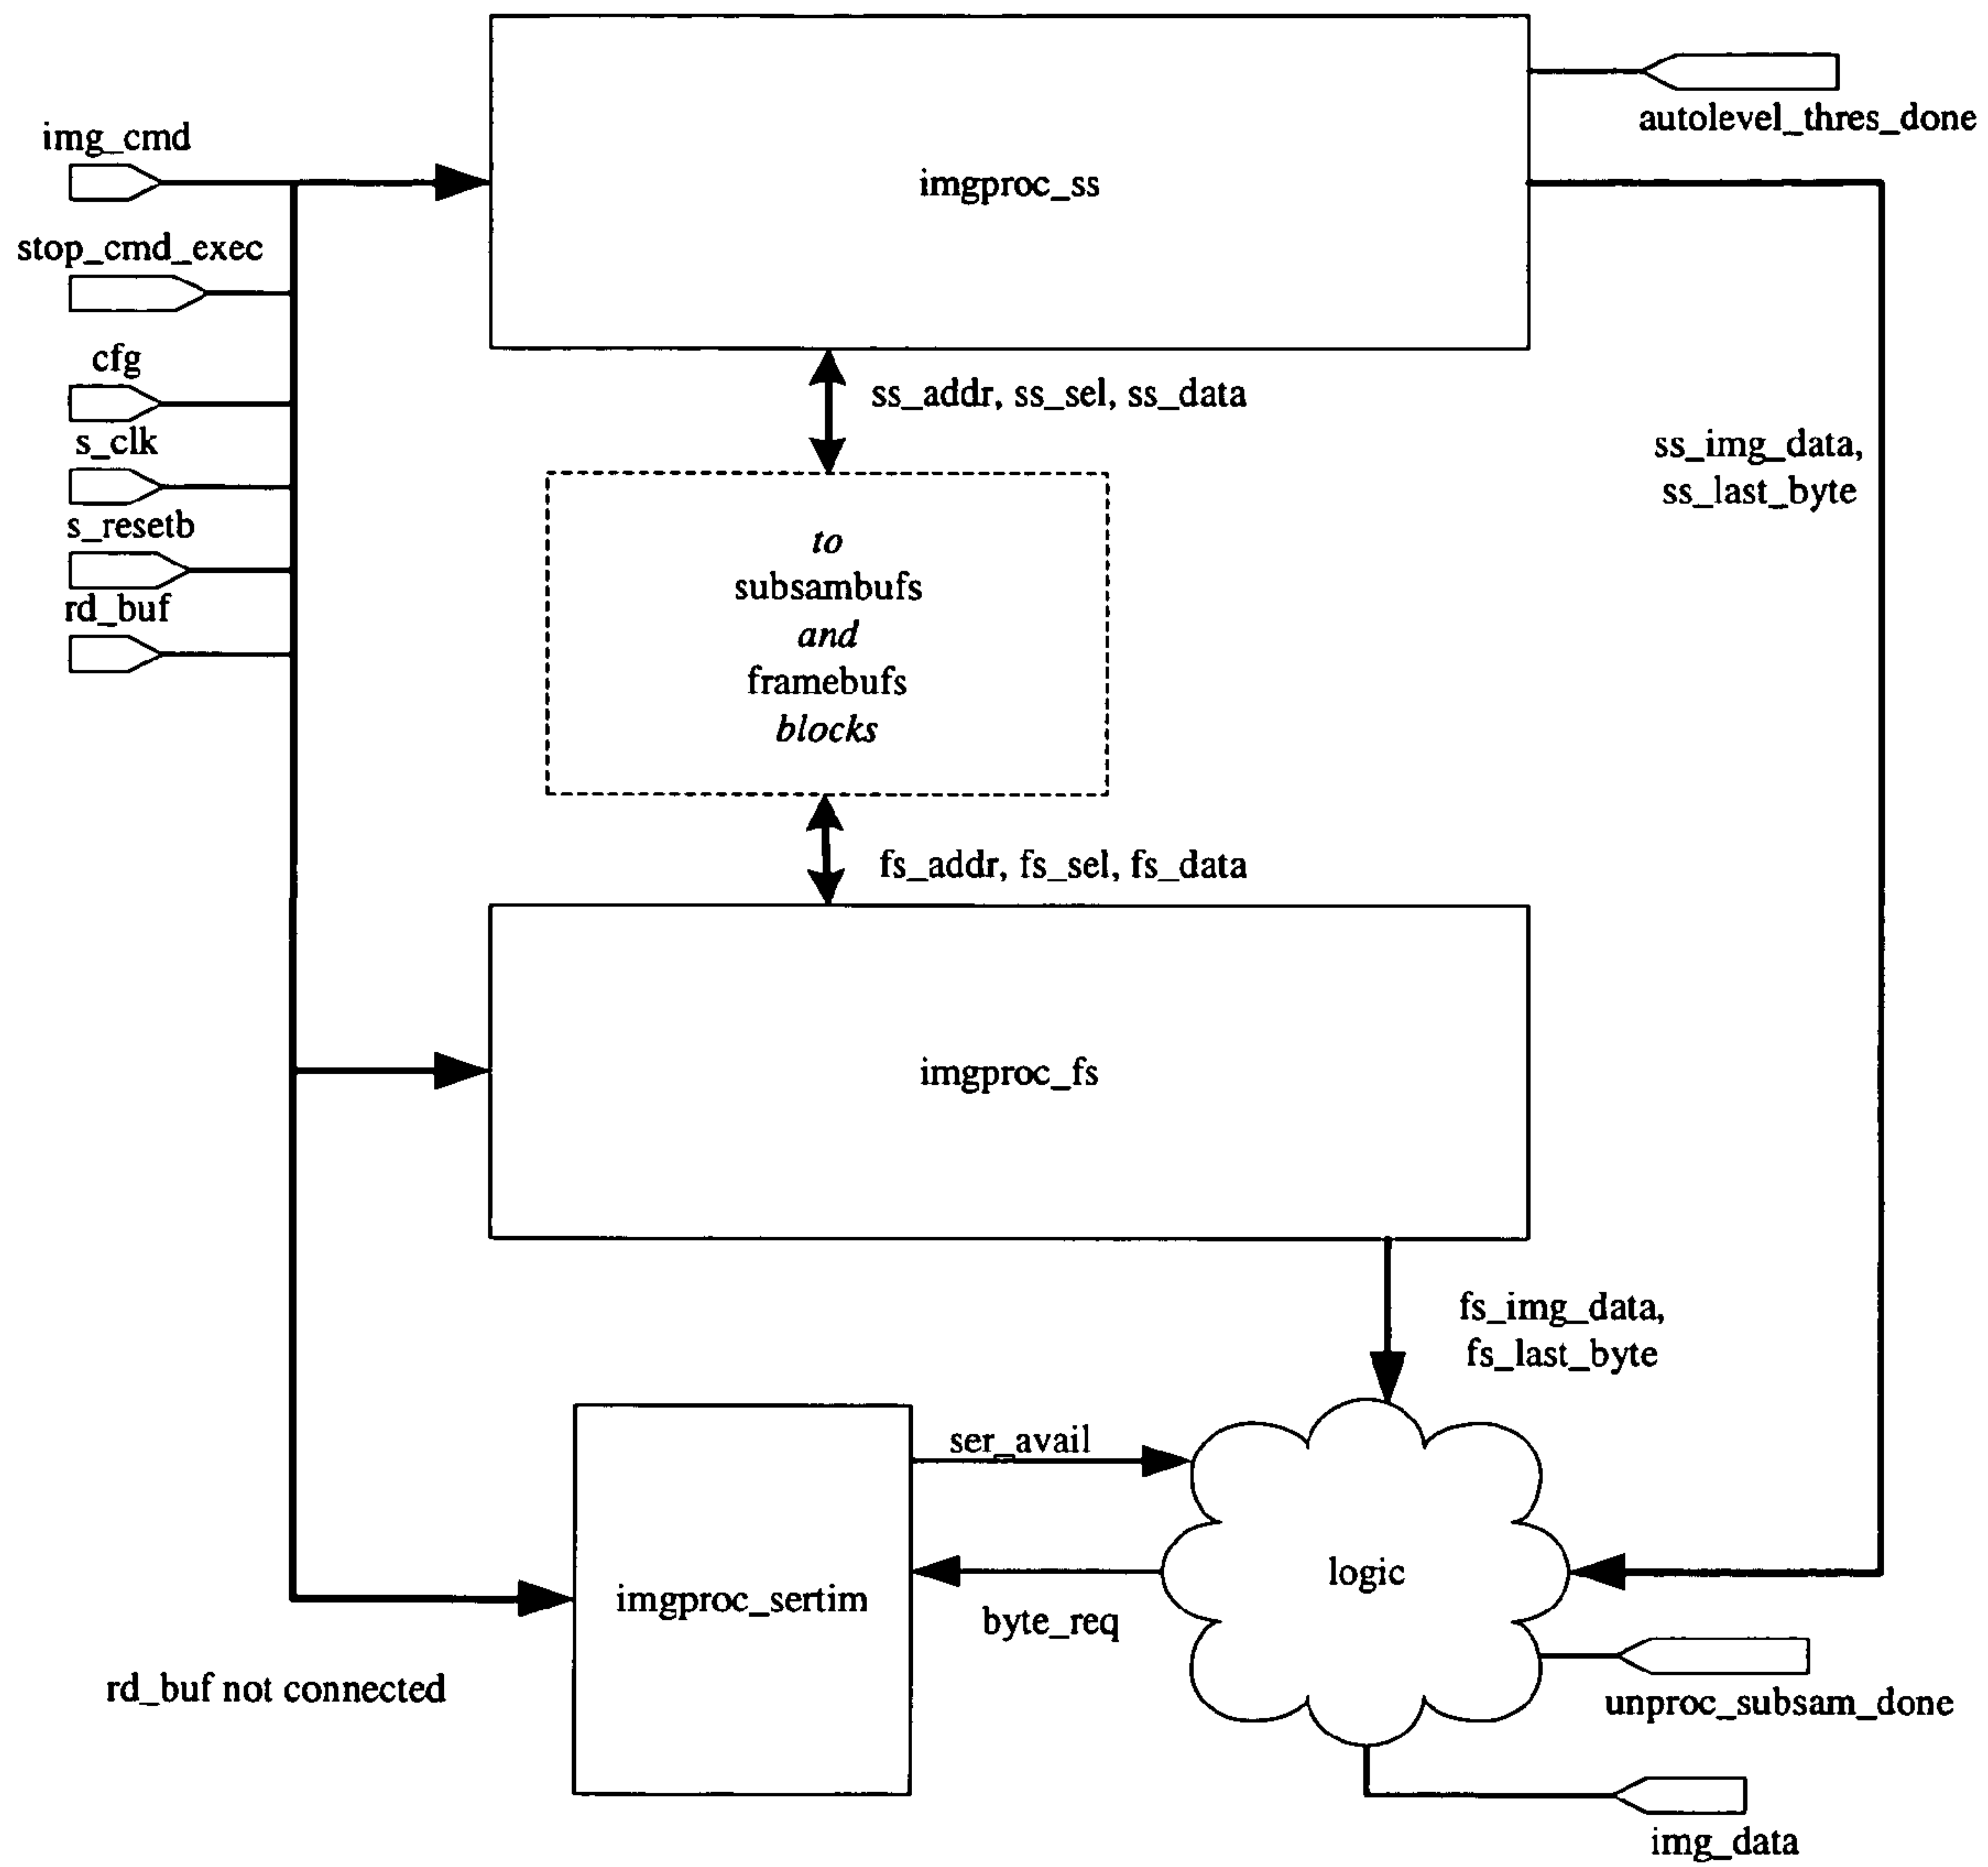 autolevel_thres_done
img_cmd
imgproc_ss
stop_cmd_exec
cfg
ss_addr, ss_sel, ss_data
s_clk
ss_img_data,
ss_last_byte
s_resetb
to
subsambufs
and
framebufs
blocks
rd_buf
fs_addr, fs_sel, fs_data
imgproc_fs
fs_img_data,
fs_last_byte
ser_avail
logic
imgproc_sertim
byte_req
rd_buf not connected
unproc_subsam_done
img_data